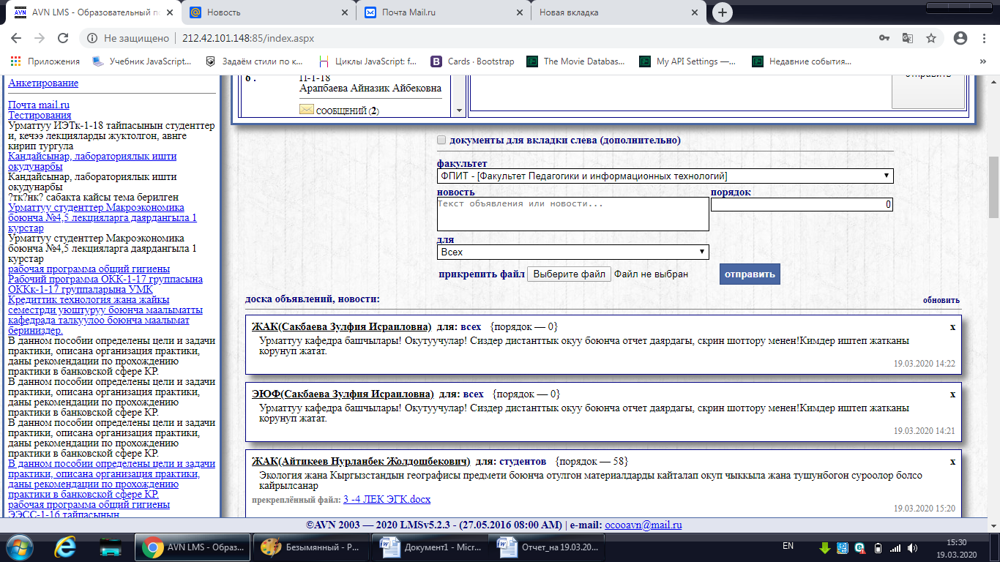 AVN LMS - Образовательный п
Новость
Почта Mail.ru
Новая вкладка
Не защищено
212.42.101.148:85/index.aspx
Приложения
Учебник JavaScript...
Задаём стили по к...
Циклы JavaScript: f...
Cards · Bootstrap
The Movie Databas...
My API Settings —...
Недавние события...
»
Анкетирование
Почта mail.ru
Тестирования
Урматтуу ИЭТк-1-18 тайпасынын студенттер
и, кечээ лекцияларды жуктолгон, авнге
кирип тургула
Кандайсынар, лабораториялык ишти
окудунарбы
Кандайсынар, лабораториялык ишти
окудунарбы
?тк?нк? сабакта кайсы тема берилген
Урматтуу студенттер Макроэкономика
боюнча №4,5 лекцияларга даярдангыла 1
курстар
Урматтуу студенттер Макроэкономика
боюнча №4,5 лекцияларга даярдангыла 1
курстар
рабочая программа общий гигиены
Рабочий программа ОКК-1-17 группасына
ОККк-1-17 группаларына УМК
Кредиттик технология жана жайкы
семестрди уюштуруу боюнча маалыматты
кафедрада талкуулоо боюнча маалымат
бериниздер.
В данном пособии определены цели и задачи
практики, описана организация практики,
даны рекомендации по прохождению
практики в банковской сфере КР.
В данном пособии определены цели и задачи
практики, описана организация практики,
даны рекомендации по прохождению
практики в банковской сфере КР.
В данном пособии определены цели и задачи
практики, описана организация практики,
даны рекомендации по прохождению
практики в банковской сфере КР.
В данном пособии определены цели и задачи
практики, описана организация практики,
даны рекомендации по прохождению
практики в банковской сфере КР.
рабочая программа общий гигиены
ЭЭСС-1-16 тайпасынын
6 .
П-1-18
Арапбаева Айназик Айбековна
СООБЩЕНИЙ (2)
отправить
документы для вкладки слева (дополнительно)
факультет
ФПИТ - [Факультет Педагогики и информационных технологий]
новость порядок
Текст объявления или новости...
0
для
Всех
прикрепить файл Выберите файл Файл не выбран отправить
доска объявлений, новости: обновить
ЖАК(Сакбаева Зулфия Исраиловна) для: всех {порядок — 0} x
Урматтуу кафедра башчылары! Окутуучулар! Сиздер дистанттык окуу боюнча отчет даярдагы, скрин шоттору менен!Кимдер иштеп жатканы
корунуп жатат.
19.03.2020 14:22
ЭЮФ(Сакбаева Зулфия Исраиловна) для: всех {порядок — 0} x
Урматтуу кафедра башчылары! Окутуучулар! Сиздер дистанттык окуу боюнча отчет даярдагы, скрин шоттору менен!Кимдер иштеп жатканы
корунуп жатат.
19.03.2020 14:21
ЖАК(Айтикеев Нурланбек Жолдошбекович) для: студентов {порядок — 58} x
Экология жана Кыргызстандын географисы предмети боюнча отулгон материалдарды кайталап окуп чыккыла жана тушунбогон суроолор болсо
кайрылсанар
прекреплённый файл: 3 -4 ЛЕК ЭГК.docx
19.03.2020 15:20
©AVN 2003 — 2020 LMSv5.2.3 - (27.05.2016 08:00 AM) | e-mail: ocooavn@mail.ru
AVN LMS - Образ...
Безымянный - P...
Документ1 - Micr...
Отчет_на 19.03.20...
EN
15:30
19.03.2020